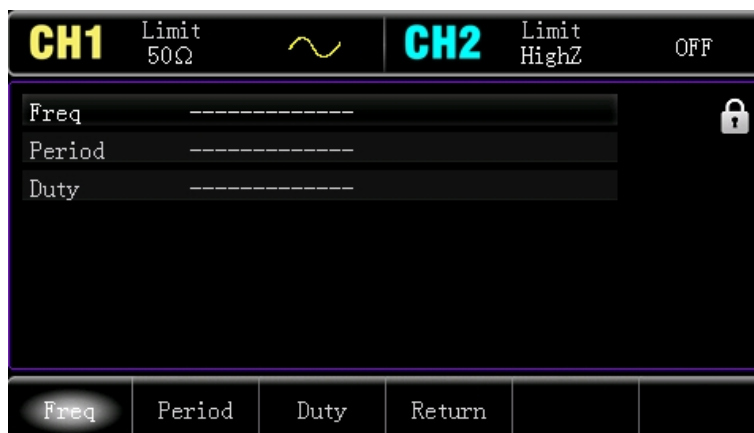 CH1 Limit 50Ω CH2 Limit HighZ OFF
Freq -------------
Period -------------
Duty -------------
Freq Period Duty Return